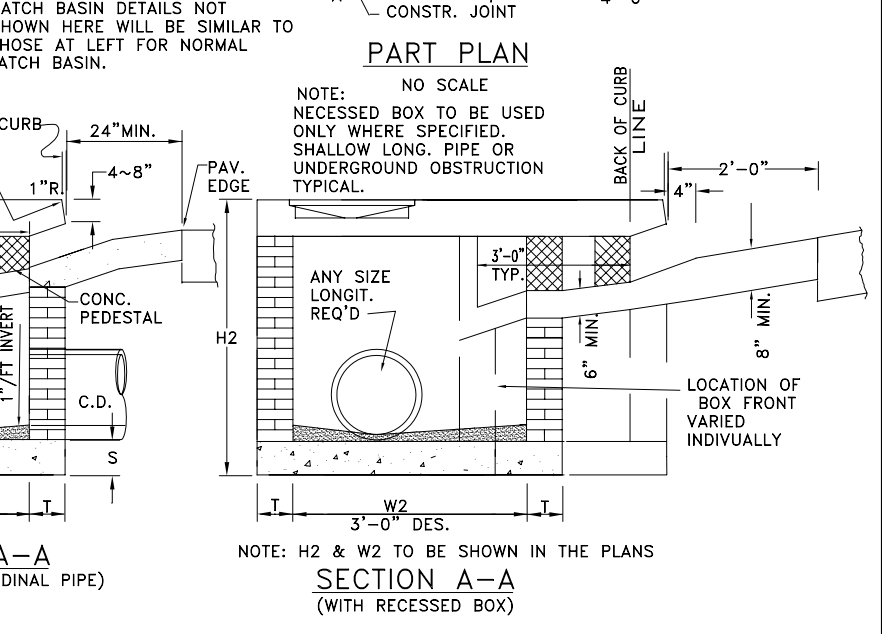 ATCH BASIN DETAILS NOT
HOWN HERE WILL BE SIMILAR TO
HOSE AT LEFT FOR NORMAL
ATCH BASIN.
CONSTR. JOINT
PART PLAN
NO SCALE
NOTE:
NECESSED BOX TO BE USED
ONLY WHERE SPECIFIED.
SHALLOW LONG. PIPE OR
UNDERGROUND OBSTRUCTION
TYPICAL.
BACK OF CURB
LINE
CURB
24"MIN.
4~8"
1"R.
PAV.
EDGE
2'-0"
4"
3'-0"
TYP.
ANY SIZE
LONGIT.
REQ'D
CONC.
PEDESTAL
1"/FT INVERT
H2
6" MIN.
8" MIN.
C.D.
S
LOCATION OF
BOX FRONT
VARIED
INDIVUALLY
T
T
W2
T
3'-0" DES.
NOTE: H2 & W2 TO BE SHOWN IN THE PLANS
A-A
DINAL PIPE)
SECTION A-A
(WITH RECESSED BOX)